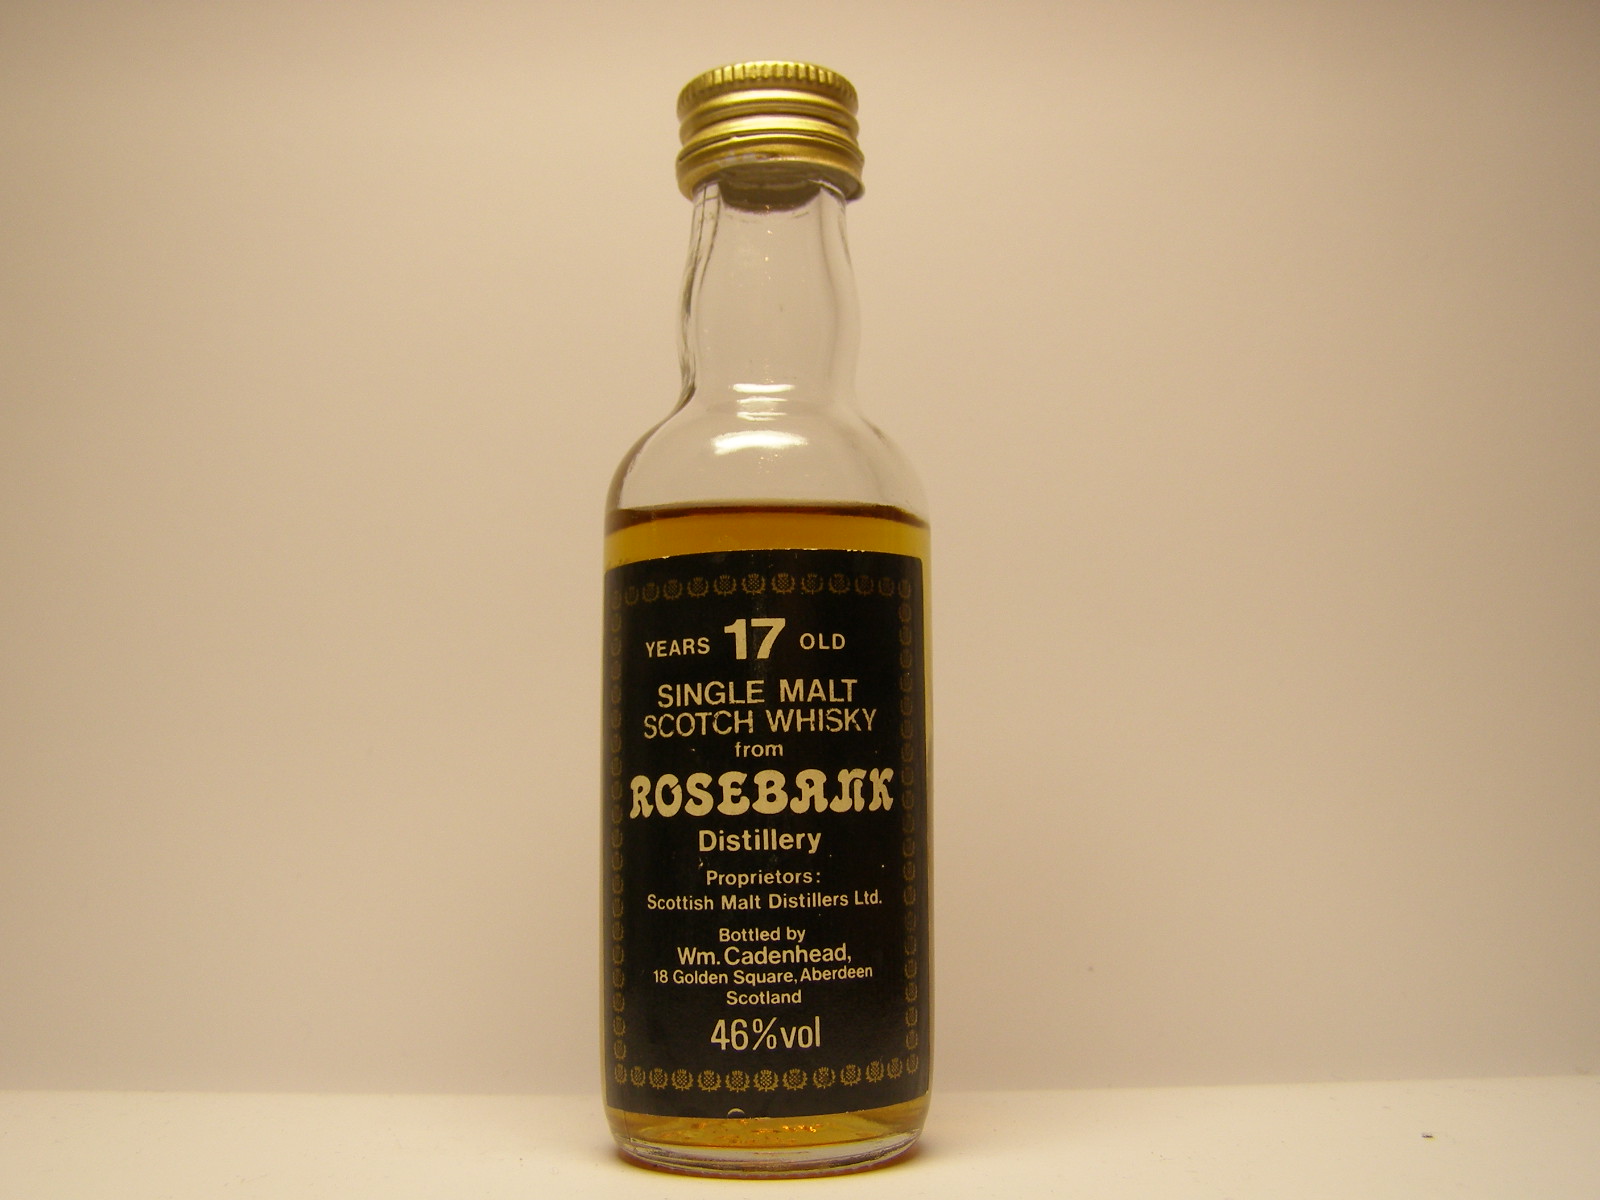 YEARS 17 OLD
SINGLE MALT
SCOTCH WHISKY
from
ROSEBANK
Distillery
Proprietors:
Scottish Malt Distillers Ltd.
Bottled by
Wm. Cadenhead,
18 Golden Square, Aberdeen
Scotland
46%vol